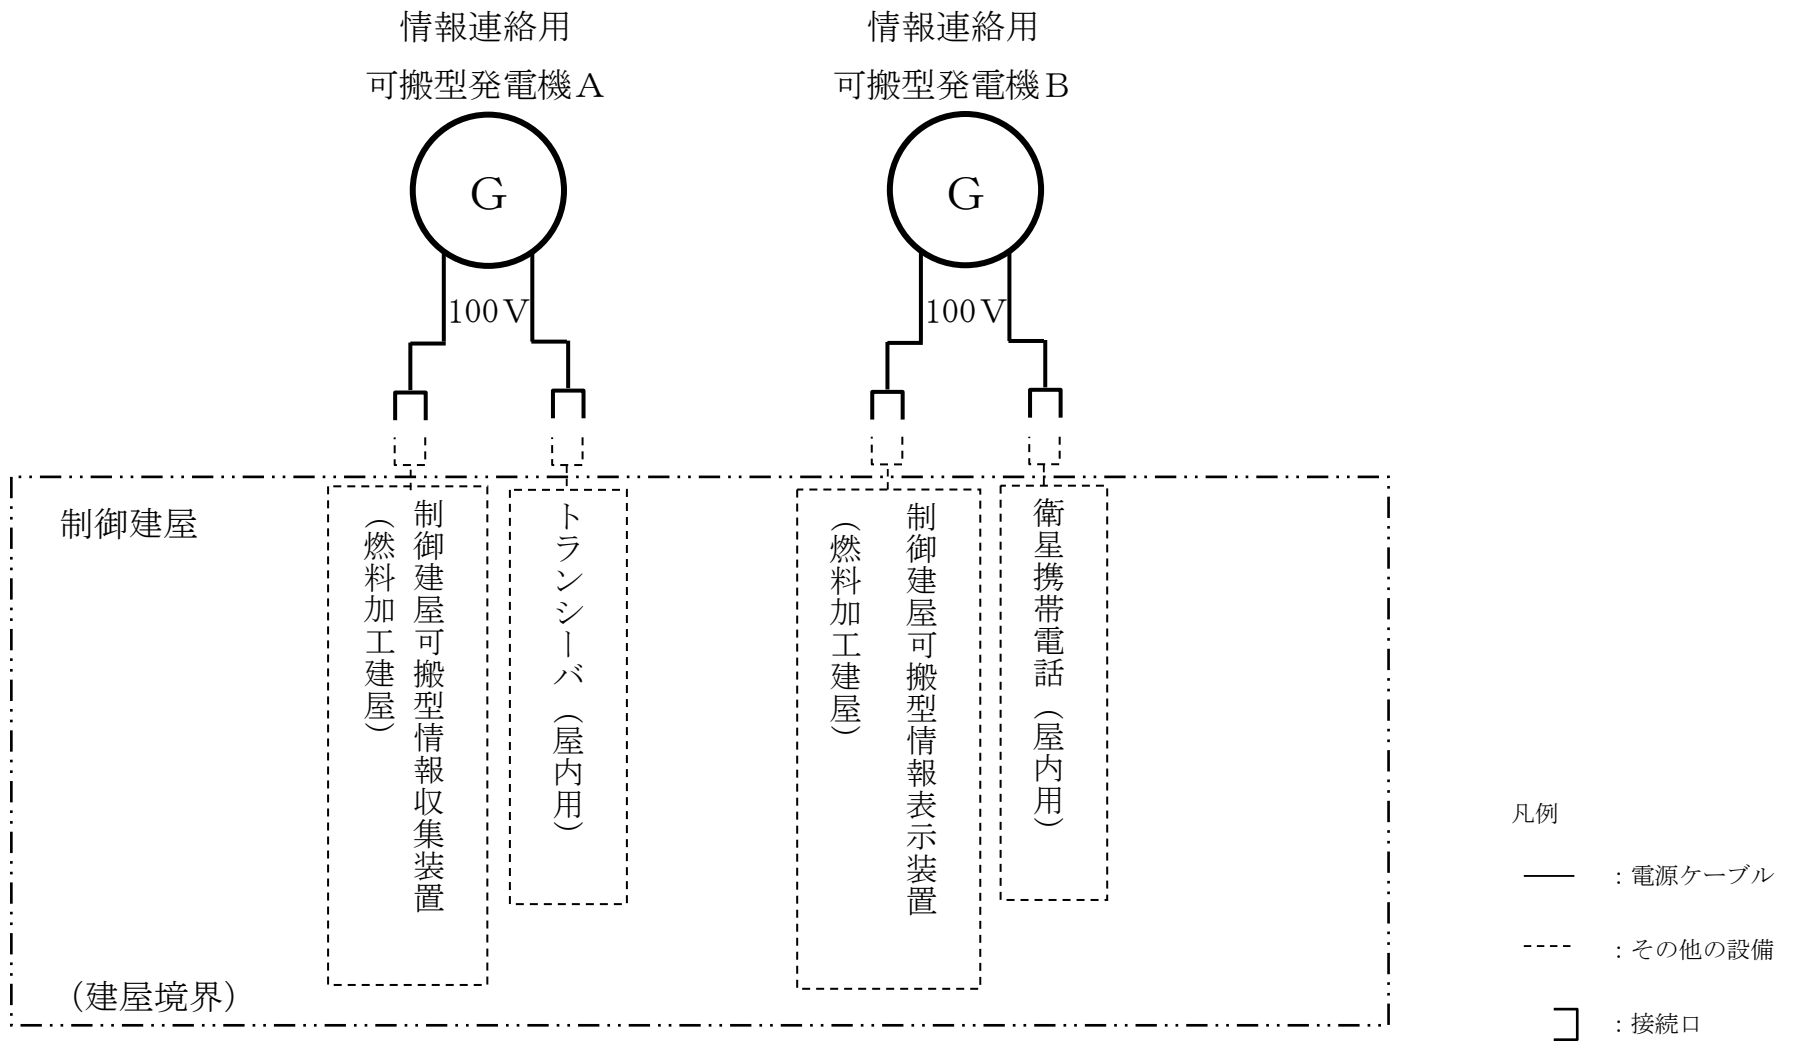 情報連絡用
可搬型発電機A
情報連絡用
可搬型発電機B
G
G
100V
100V
制御建屋
制御建屋可搬型情報収集装置
（燃料加工建屋）
トランシーバ（屋内用）
制御建屋可搬型情報表示装置
（燃料加工建屋）
衛星携帯電話（屋内用）
（建屋境界）
凡例
：電源ケーブル
：その他の設備
：接続口